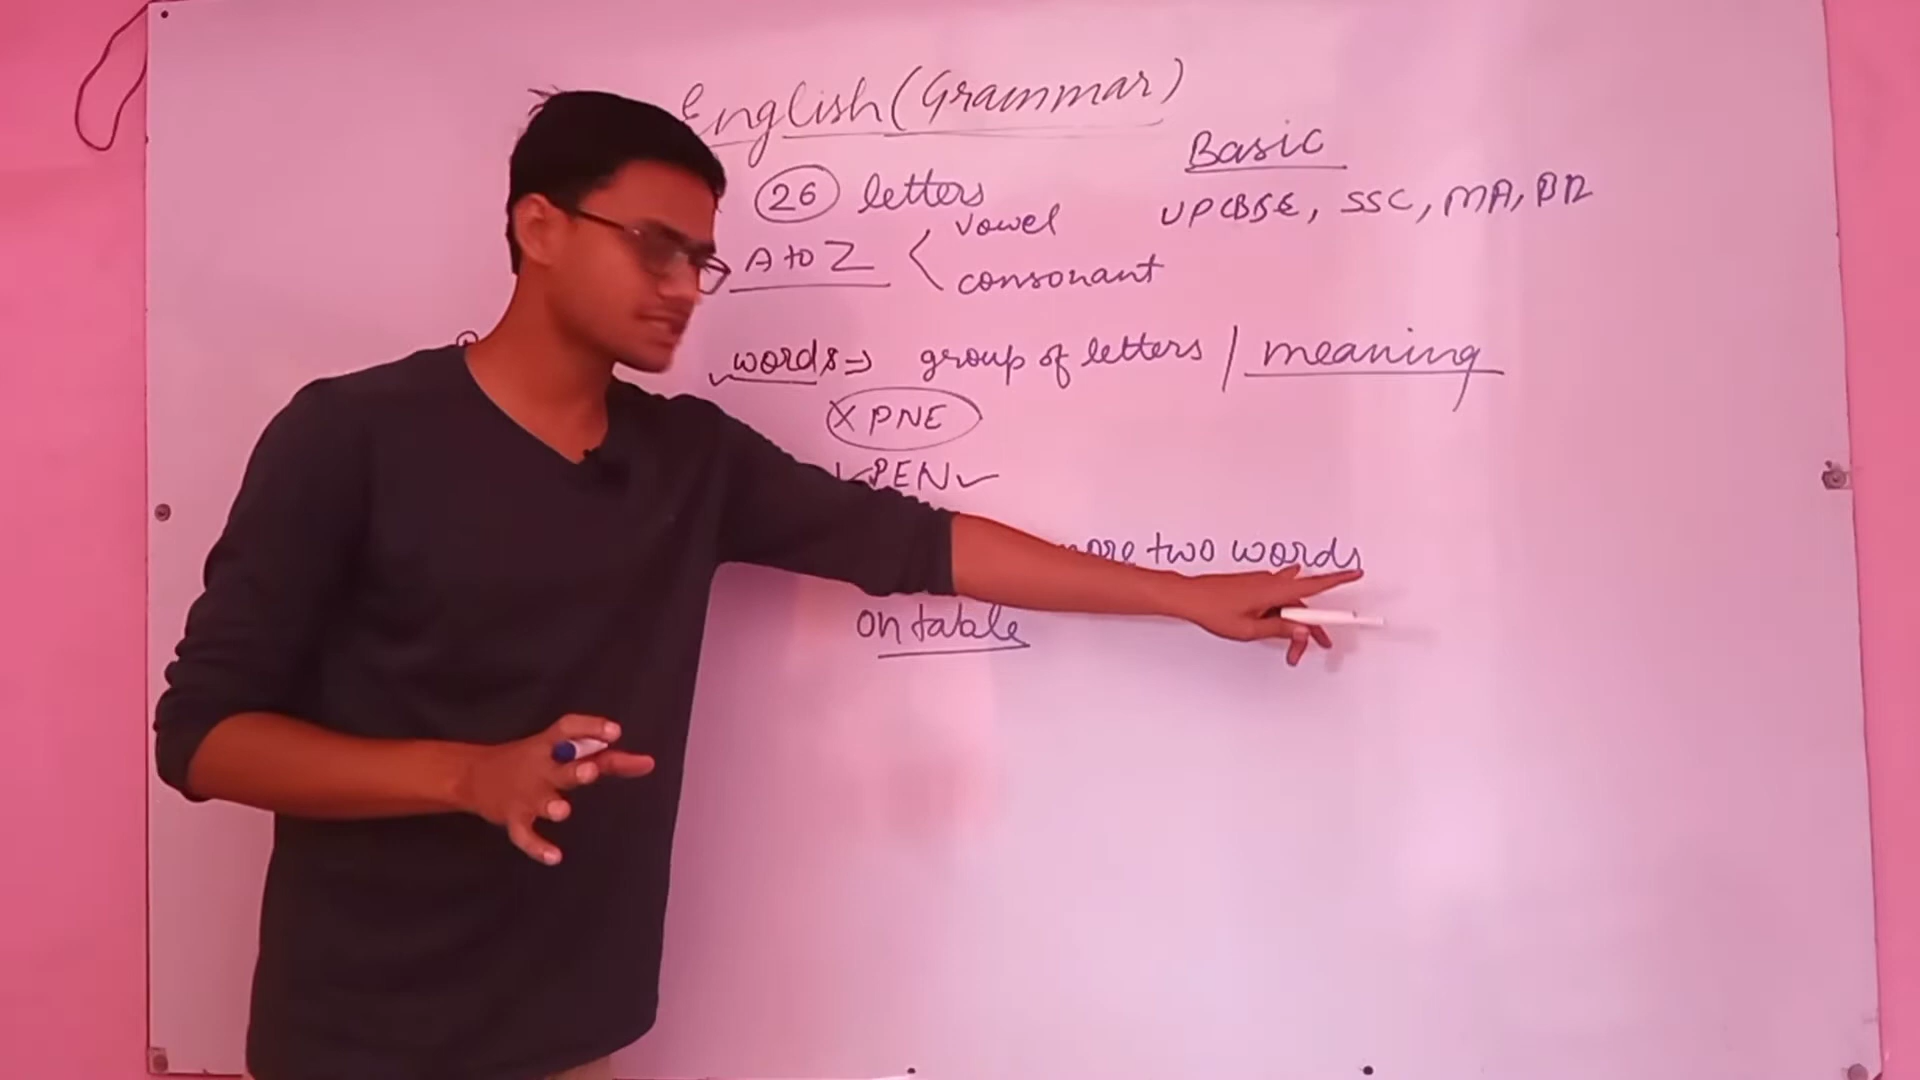 English (Grammar)
Basic
26 letters
UPCBSE, SSC, MA,
vowel
A to Z <
consonant
words ⇒ group of letters / meaning
X PNE
✓ PEN ✓
more two words
on table